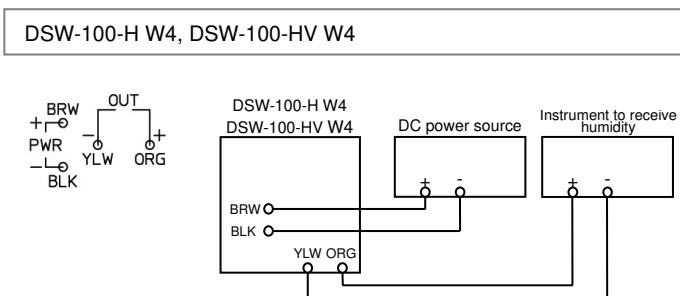 DSW-100-H W4, DSW-100-HV W4
OUT
BRW
+
PWR
−
BLK
−
YLW
+
ORG
DSW-100-H W4
DSW-100-HV W4
BRW
BLK
YLW ORG
DC power source
+ -
Instrument to receive
humidity
+ -